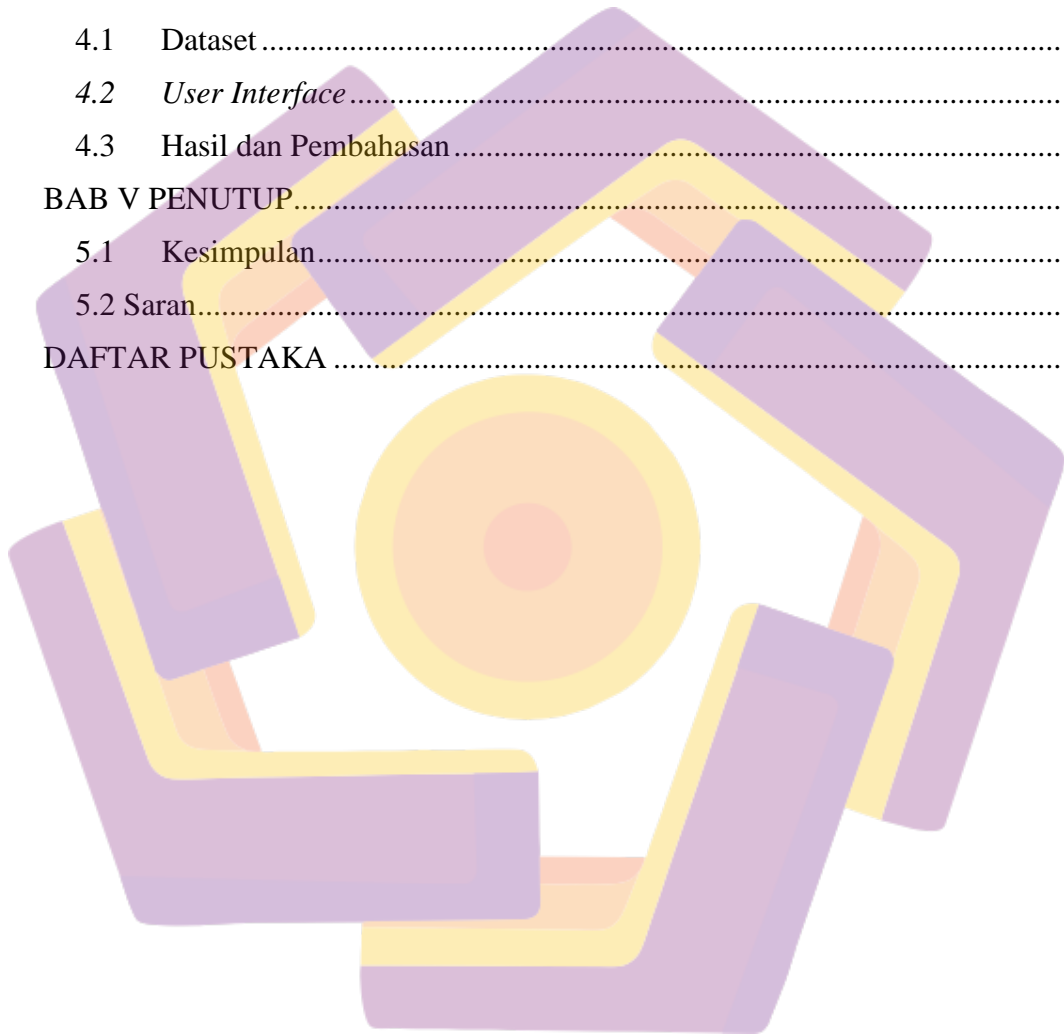 4.1 Dataset..........................................................................................
4.2 User Interface..............................................................................
4.3 Hasil dan Pembahasan................................................................
BAB V PENUTUP..................................................................................
5.1 Kesimpulan...................................................................................
5.2 Saran.................................................................................................
DAFTAR PUSTAKA ............................................................................